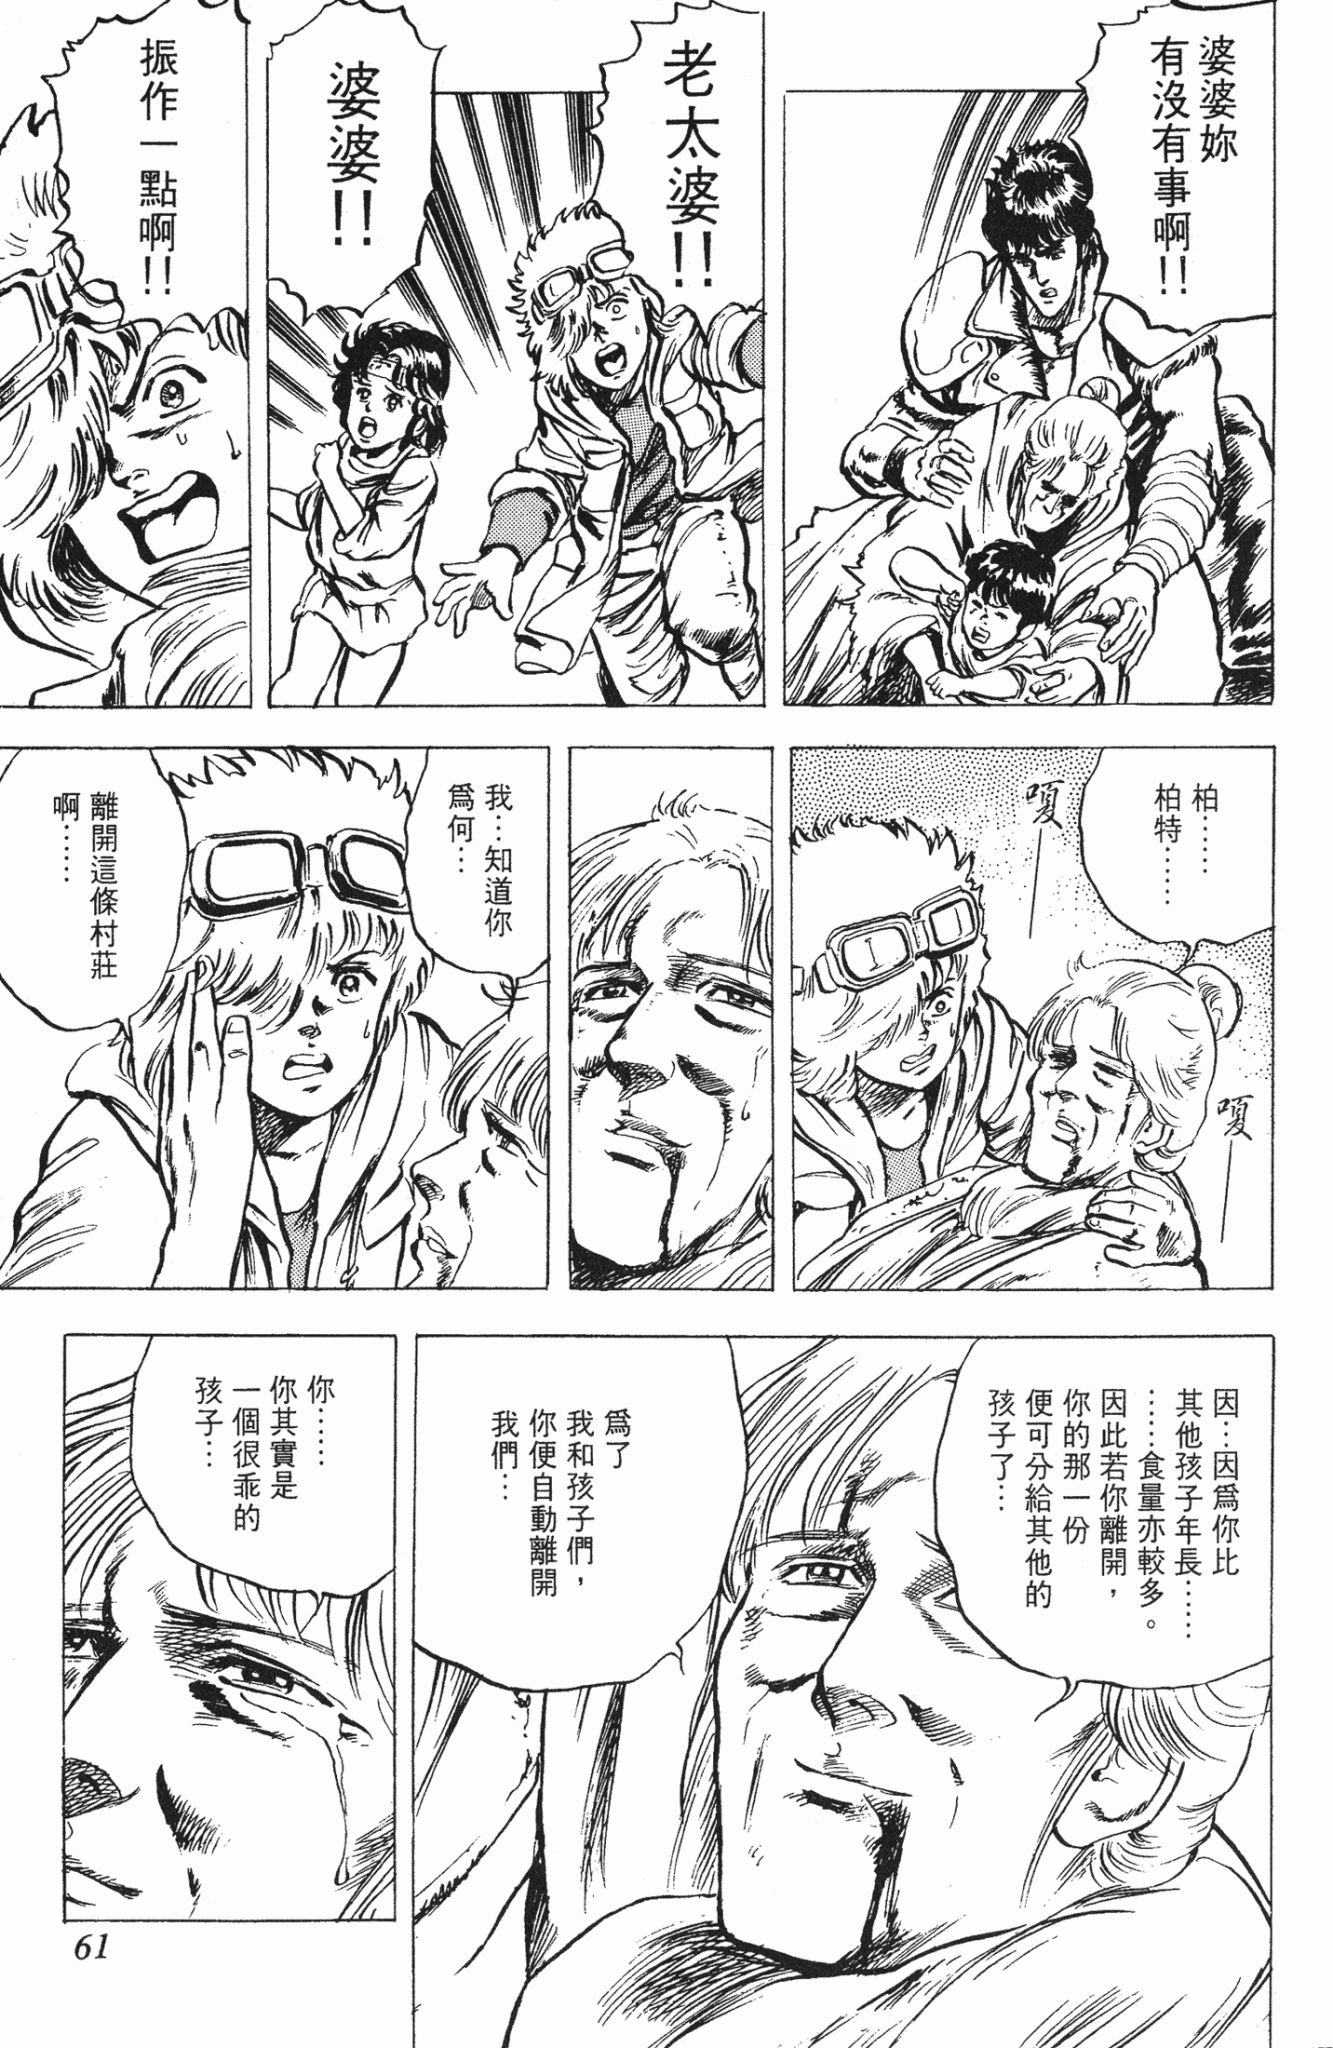 婆婆妳
有沒有事啊!!
老太婆!!
婆婆!!
振作一點啊!!
柏……
柏特……
嗄
嗄
我…知道你
爲何…
離開這條村莊
啊……
因…因爲你比
其他孩子年長……
……食量亦較多。
因此若你離開，
你的那一份
便可分給其他的
孩子了…
爲了
我和孩子們，
你便自動離開
我們…
你……
你其實是
一個很乖的
孩子…
61